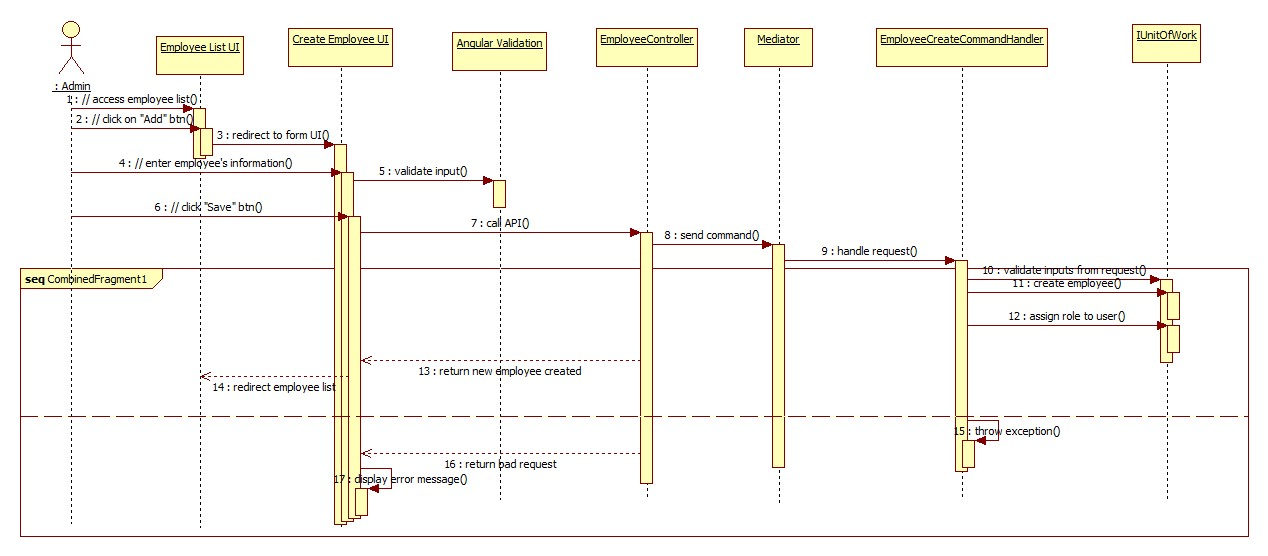 Employee List UI
Create Employee UI
Angular Validation
EmployeeController
Mediator
EmployeeCreateCommandHandler
IUnitOfWork
: Admin
1 : // access employee list()
2 : // click on "Add" btn()
3 : redirect to form UI()
4 : // enter employee's information()
5 : validate input()
6 : // click "Save" btn()
7 : call API()
8 : send command()
9 : handle request()
seq CombinedFragment1
10 : validate inputs from request()
11 : create employee()
12 : assign role to user()
13 : return new employee created
14 : redirect employee list
15 : throw exception()
16 : return bad request
17 : display error message()